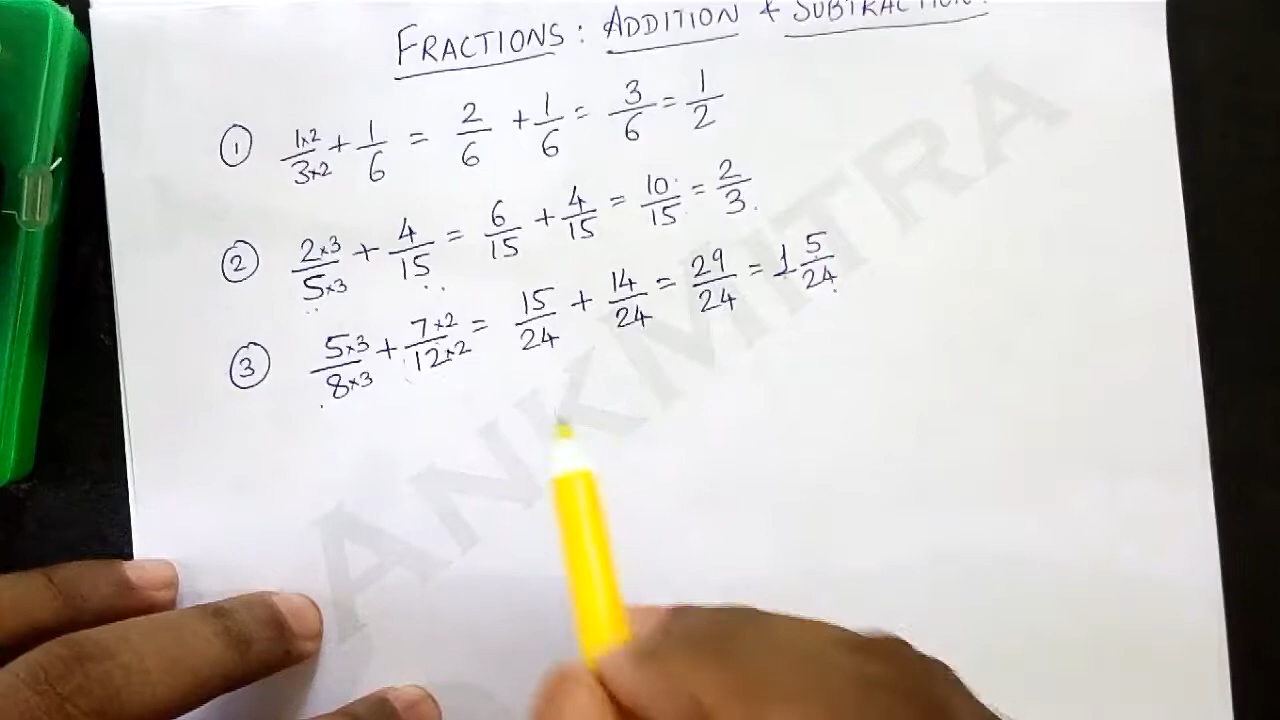 FRACTIONS: ADDITION & SUBTRACTION:
① 1×2/3×2 + 1/6 = 2/6 + 1/6 = 3/6 = 1/2
② 2×3/5×3 + 4/15 = 6/15 + 4/15 = 10/15 = 2/3
③ 5×3/8×3 + 7×2/12×2 = 15/24 + 14/24 = 29/24 = 1 5/24
ANKMITRA